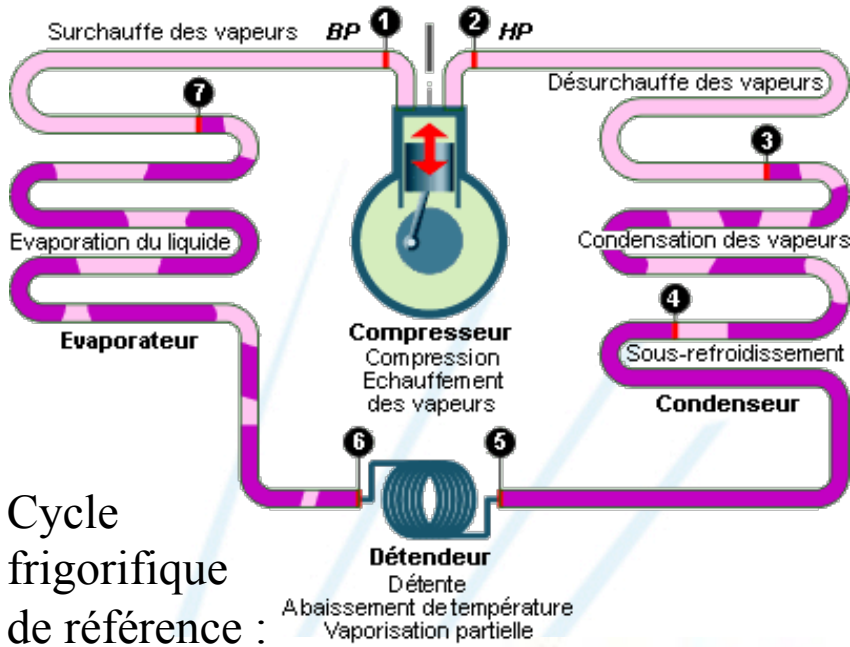 Surchauffe des vapeurs BP 1 2 HP
Désurchauffe des vapeurs
7
3
Evaporation du liquide
Condensation des vapeurs
4
Evaporateur
Compresseur
Compression
Echauffement
des vapeurs
Sous-refroidissement
Condenseur
6 5
Cycle
frigorifique
de référence :
Détendeur
Détente
Abaissement de température
Vaporisation partielle